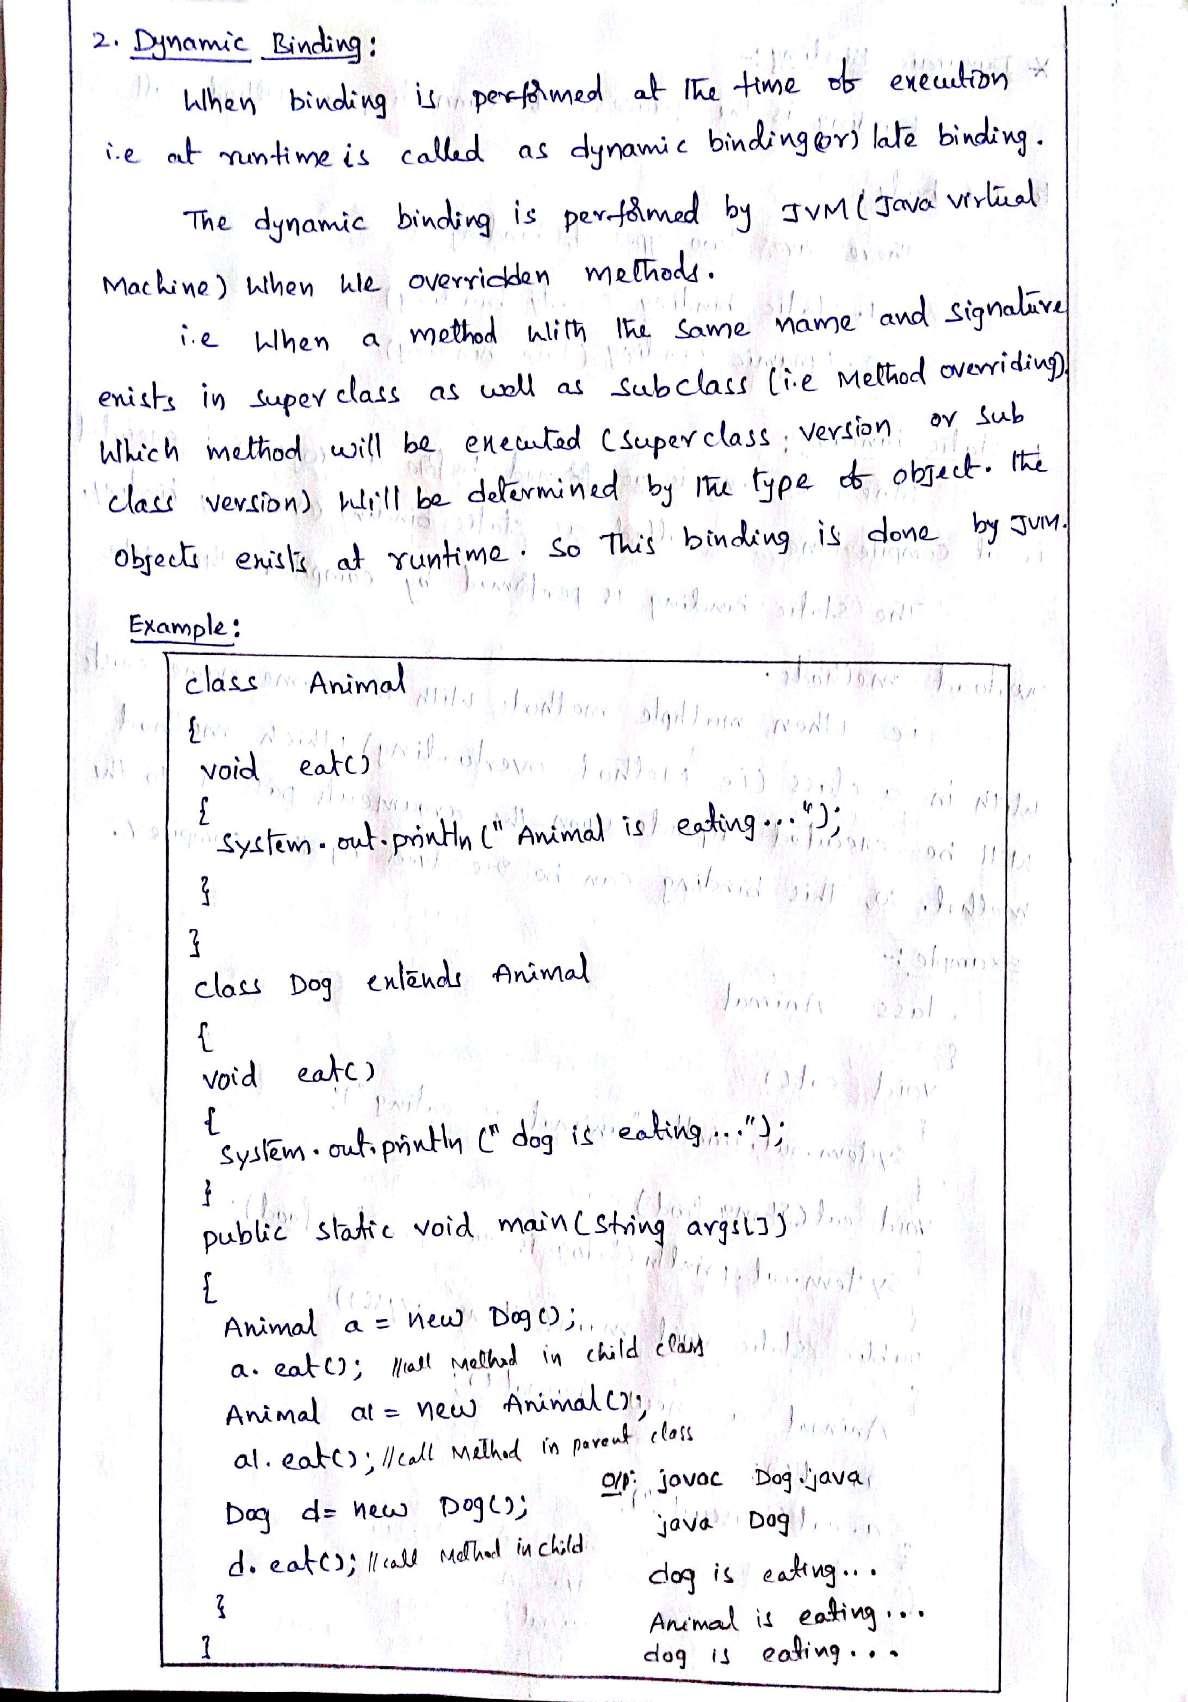 2. Dynamic Binding:
When binding is performed at the time of execution
i.e at runtime is called as dynamic binding (or) late binding.
The dynamic binding is performed by JVM (Java virtual
Machine) When we overridden methods.
i.e When a method With the same name and signature
exists in super class as well as subclass (i.e Method overriding).
Which method will be executed (superclass version or sub
class version) Will be determined by the type of object. The
objects exists at runtime. So This binding is done by JVM.
Example:
class Animal
{
void eat()
{
System.out.println (" Animal is eating...");
}
}
class Dog extends Animal
{
void eat()
{
System.out.println (" dog is eating...");
}
public static void main(String args[])
{
Animal a = new Dog();
a. eat(); //call Method in child class
Animal a1 = new Animal();
a1. eat(); //call Method in parent class
O/P: javac Dog.java
Dog d= new Dog();
java Dog
d. eat(); //call Method in child
dog is eating...
}
Animal is eating...
}
dog is eating...